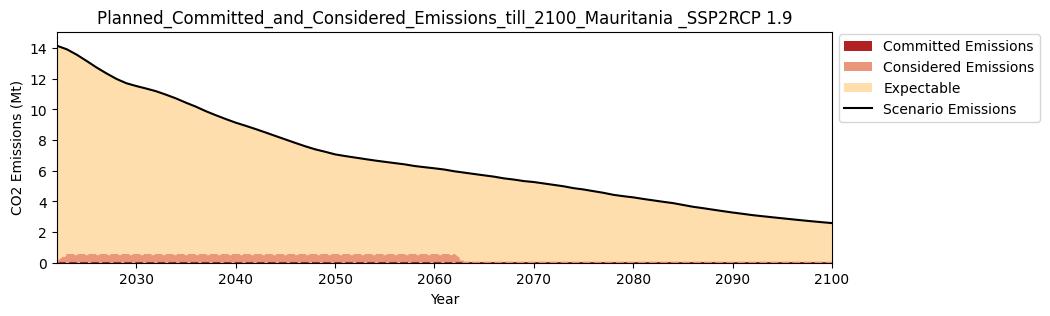 Planned_Committed_and_Considered_Emissions_till_2100_Mauritania _SSP2RCP 1.9
CO2 Emissions (Mt)
14
12
10
8
6
4
2
0
2030 2040 2050 2060 2070 2080 2090 2100
Year
Committed Emissions
Considered Emissions
Expectable
Scenario Emissions